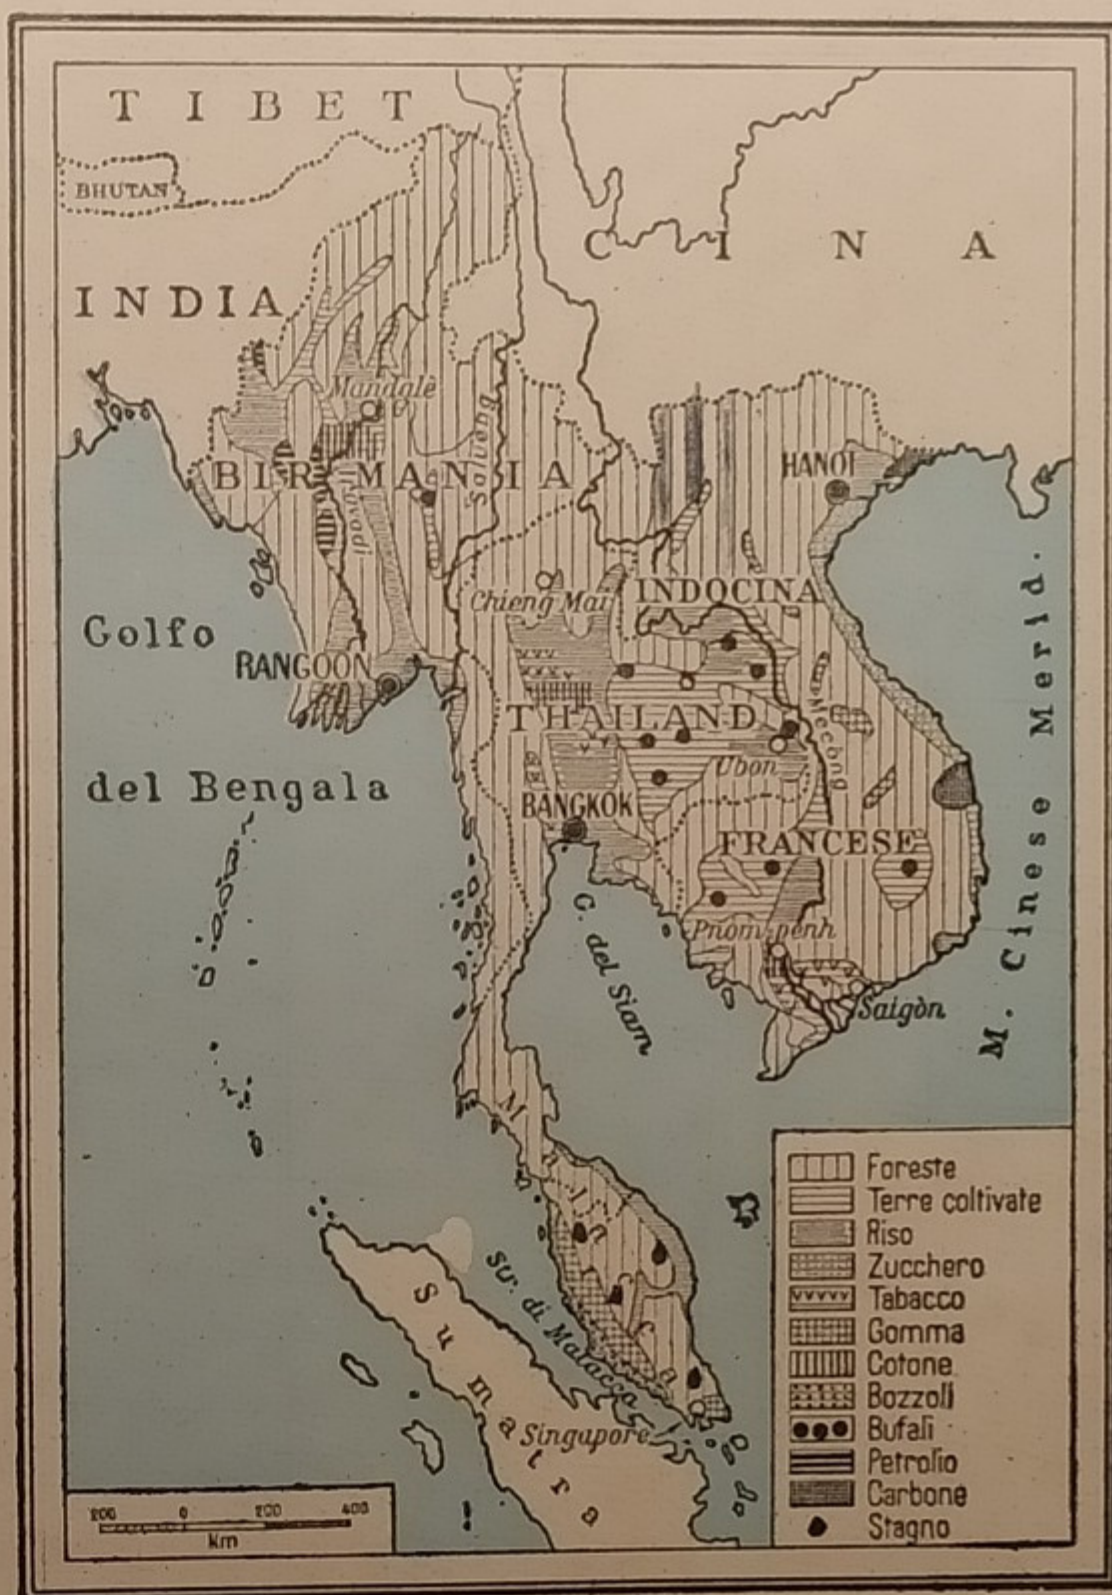 TIBET
BHUTAN
CINA
INDIA
Mandalè
BIRMANIA
Saluen
HANOI
Golfo
del Bengala
Chieng Mai
INDOCINA
RANGOON
THAILAND
Mecong
Ubon
BANGKOK
FRANCESE
M. Cinese Merid.
G. del Siam
Pnom-penh
Saigòn
Malacca
Str. di Malacca
Sumatra
Singapore
Foreste
Terre coltivate
Riso
Zucchero
Tabacco
Gomma
Cotone
Bozzoli
Bufali
Petrolio
Carbone
Stagno
200 0 200 400
km